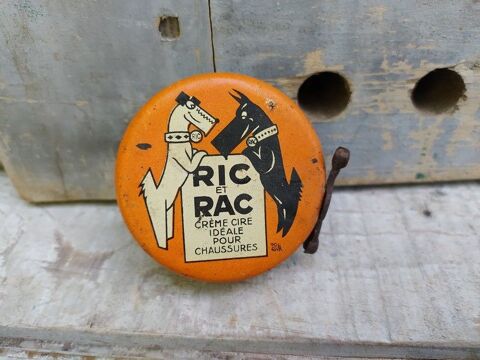 RIC
ET
RAC
CRÈME CIRE
IDÉALE
POUR
CHAUSSURES